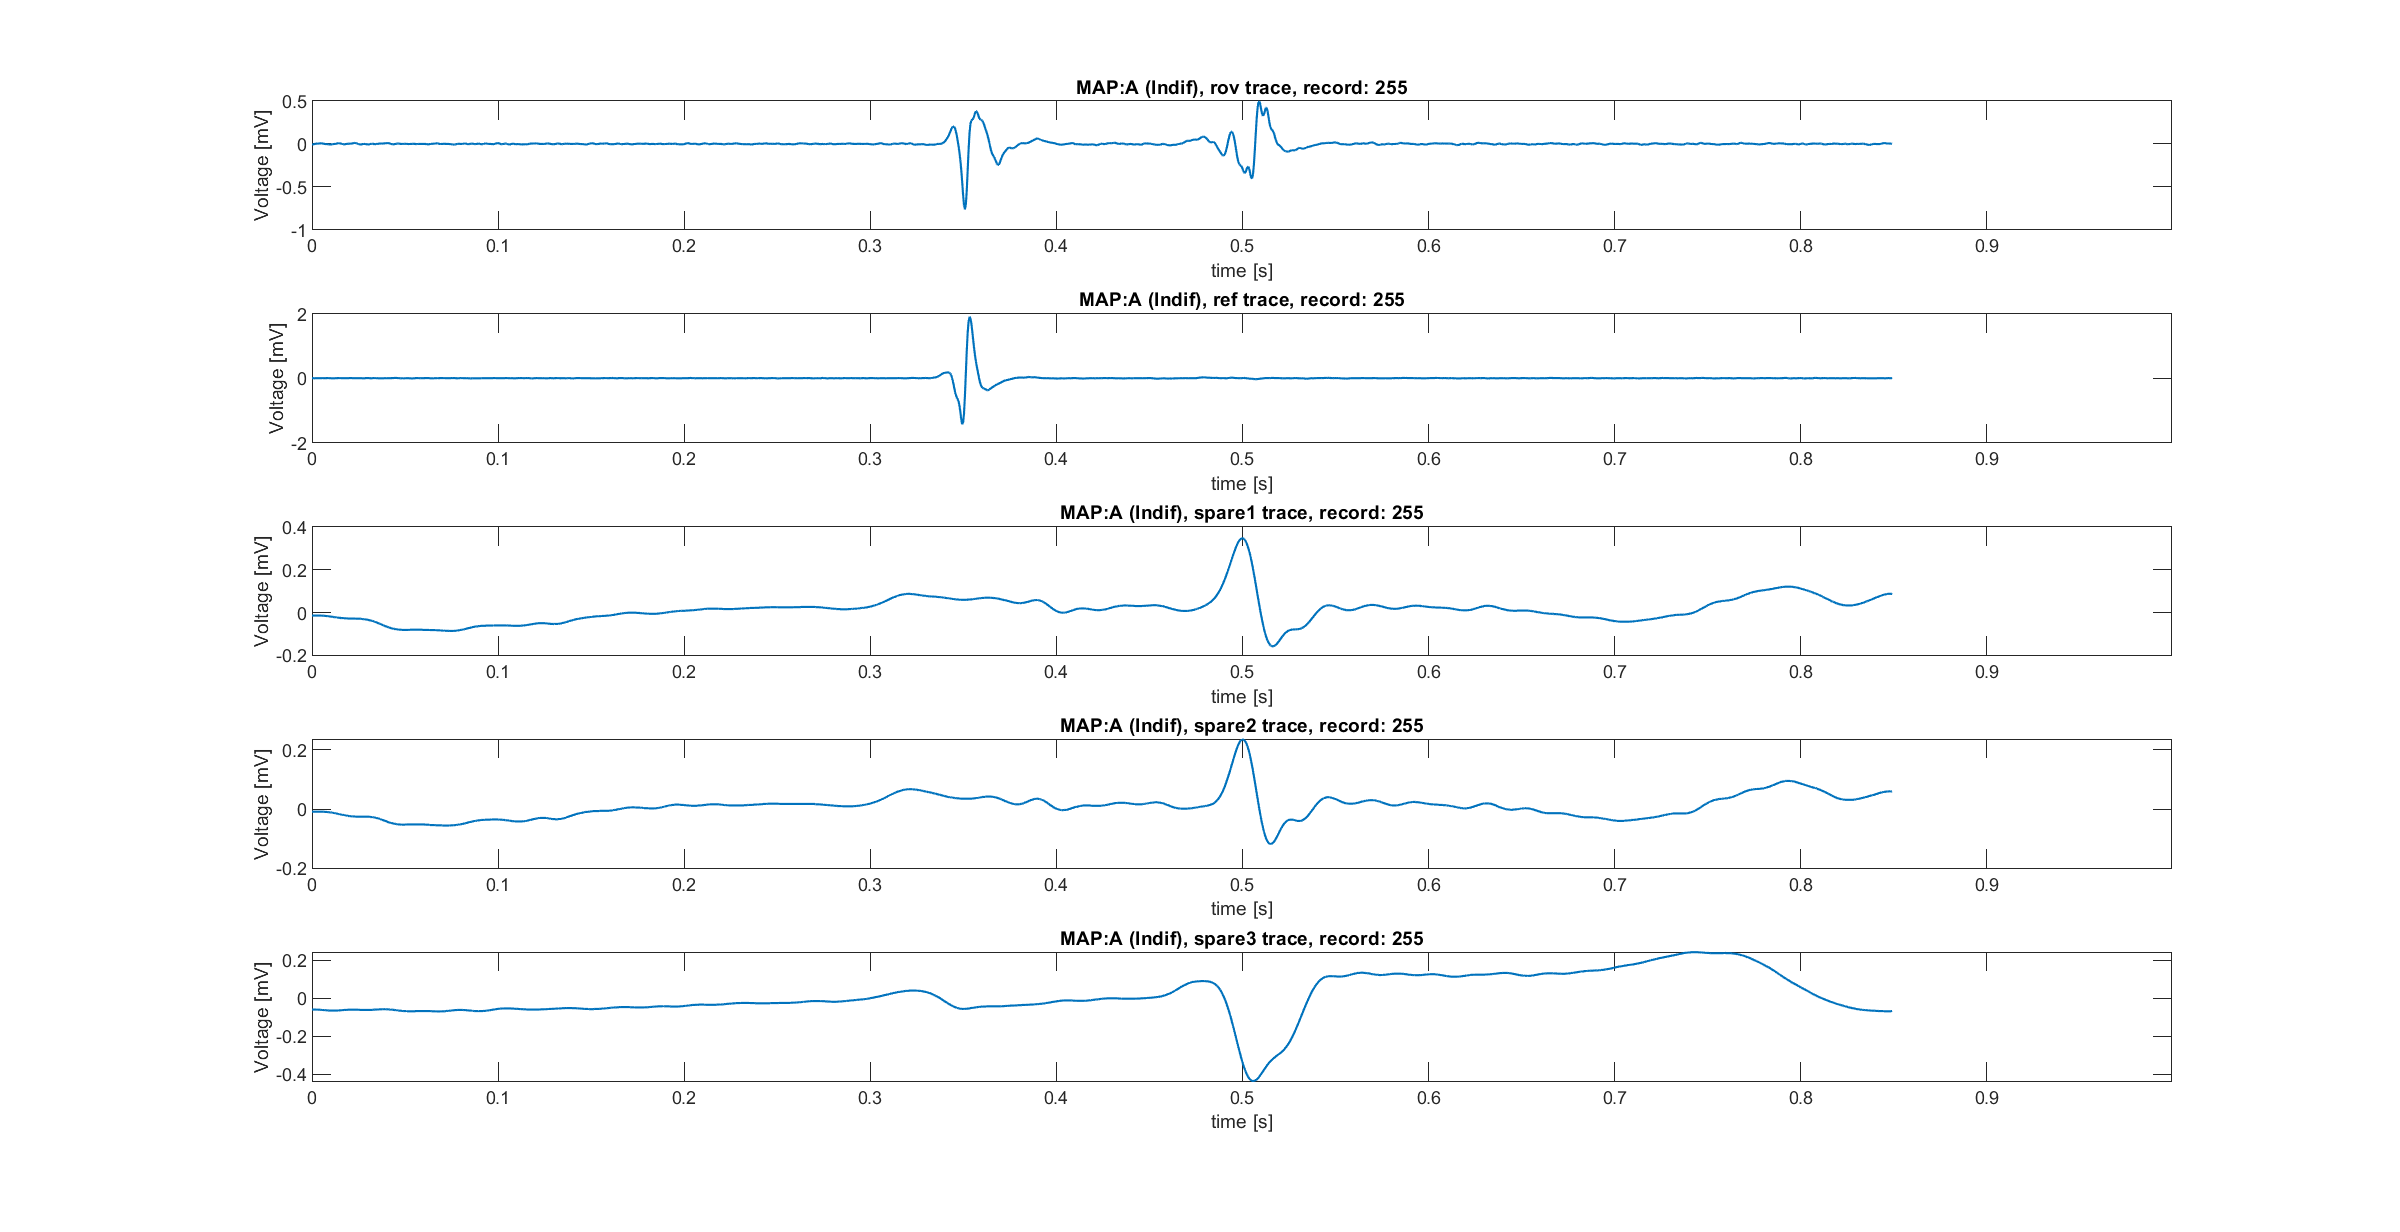 MAP:A (Indif), rov trace, record: 255
Voltage [mV]
0.5
0
-0.5
-1
0 0.1 0.2 0.3 0.4 0.5 0.6 0.7 0.8 0.9
time [s]
MAP:A (Indif), ref trace, record: 255
Voltage [mV]
2
0
-2
0 0.1 0.2 0.3 0.4 0.5 0.6 0.7 0.8 0.9
time [s]
MAP:A (Indif), spare1 trace, record: 255
Voltage [mV]
0.4
0.2
0
-0.2
0 0.1 0.2 0.3 0.4 0.5 0.6 0.7 0.8 0.9
time [s]
MAP:A (Indif), spare2 trace, record: 255
Voltage [mV]
0.2
0
-0.2
0 0.1 0.2 0.3 0.4 0.5 0.6 0.7 0.8 0.9
time [s]
MAP:A (Indif), spare3 trace, record: 255
Voltage [mV]
0.2
0
-0.2
-0.4
0 0.1 0.2 0.3 0.4 0.5 0.6 0.7 0.8 0.9
time [s]